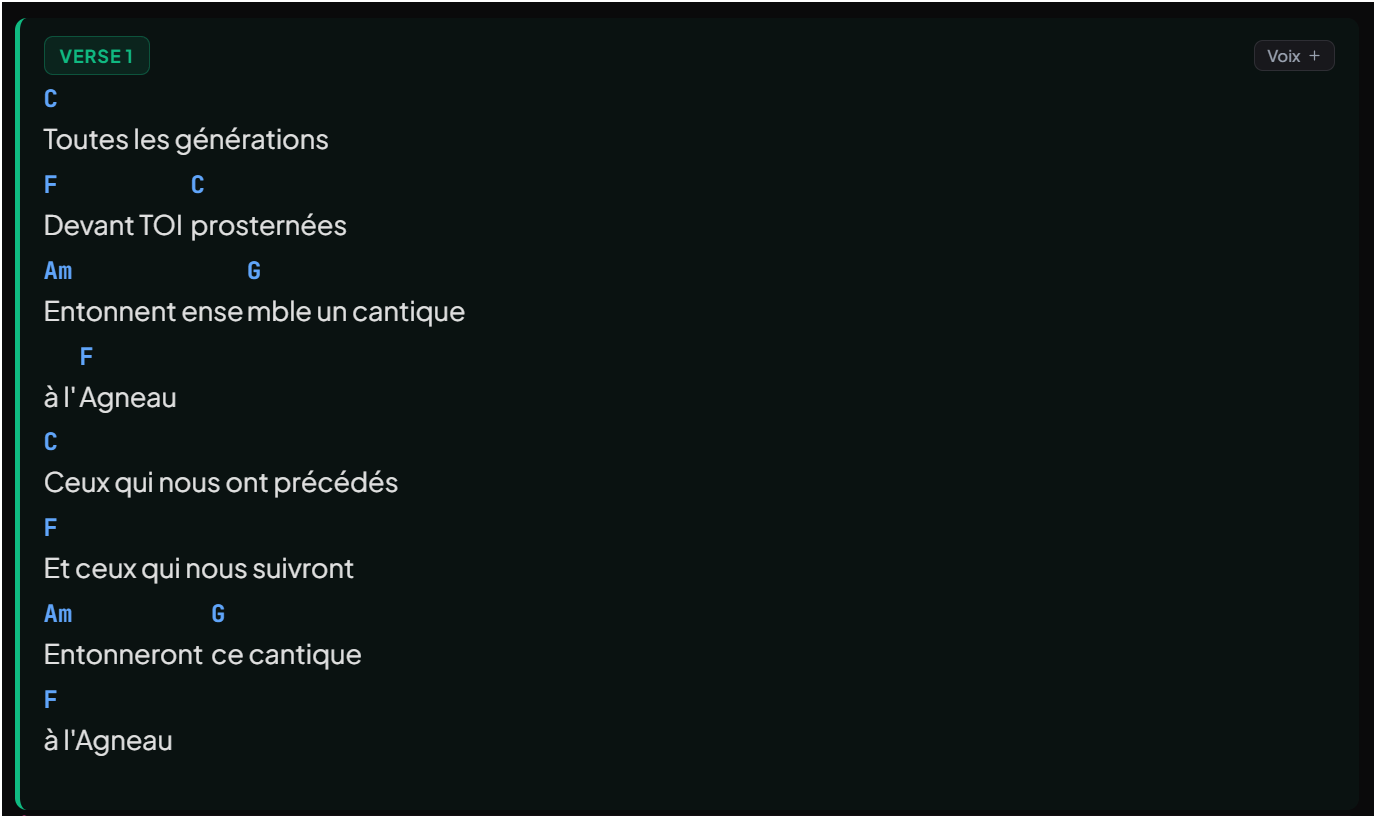 VERSE 1 Voix +
C
Toutes les générations
F C
Devant TOI prosternées
Am G
Entonnent ense mble un cantique
F
à l' Agneau
C
Ceux qui nous ont précédés
F
Et ceux qui nous suivront
Am G
Entonneront ce cantique
F
à l'Agneau